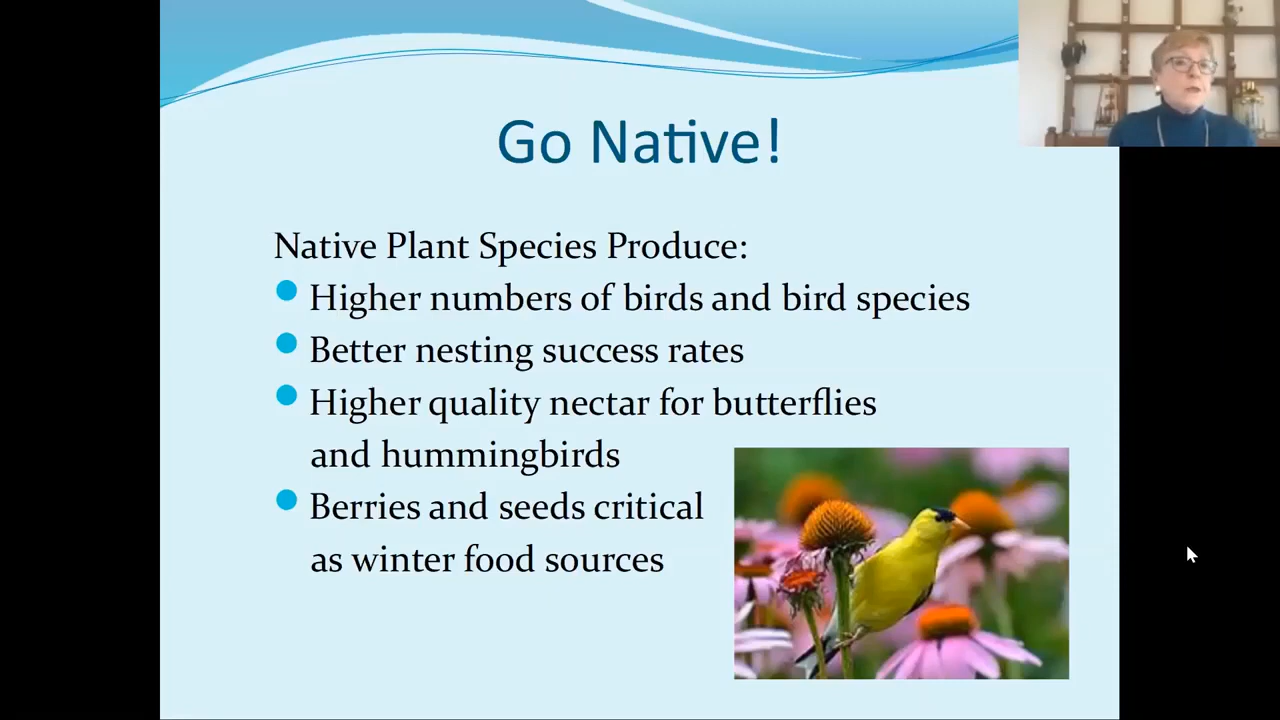 Go Native!
Native Plant Species Produce:
Higher numbers of birds and bird species
Better nesting success rates
Higher quality nectar for butterflies
and hummingbirds
Berries and seeds critical
as winter food sources